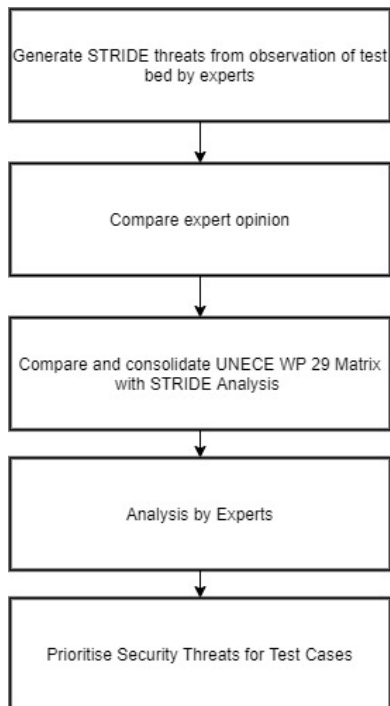 Generate STRIDE threats from observation of test
bed by experts
Compare expert opinion
Compare and consolidate UNECE WP 29 Matrix
with STRIDE Analysis
Analysis by Experts
Prioritise Security Threats for Test Cases